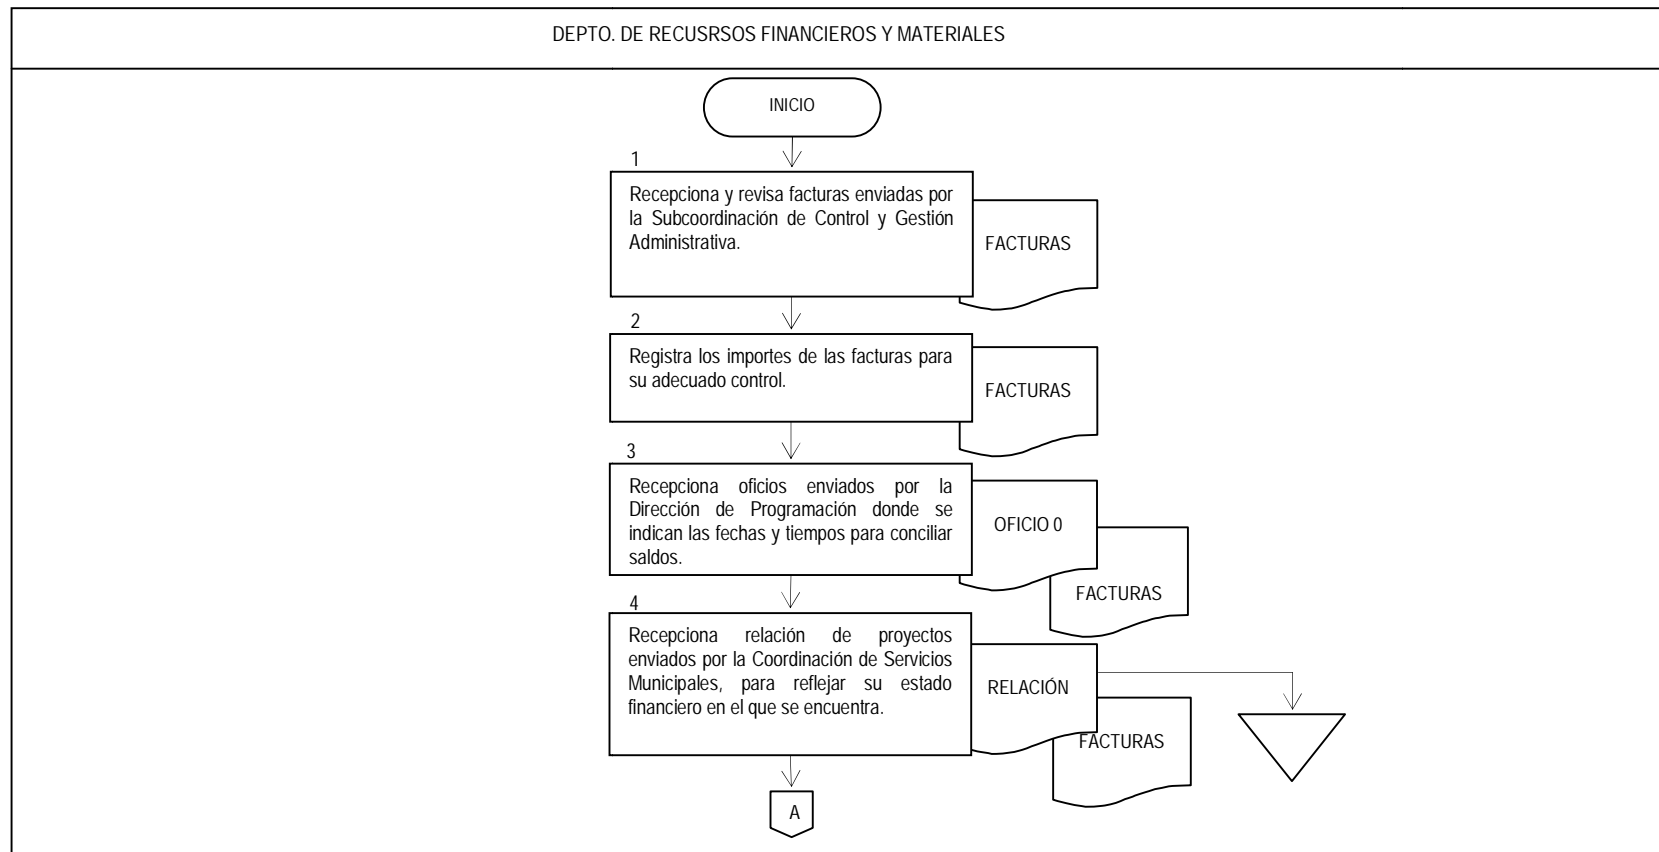 DEPTO. DE RECUSRSOS FINANCIEROS Y MATERIALES
INICIO
1
Recepciona y revisa facturas enviadas por
la Subcoordinación de Control y Gestión
Administrativa.
FACTURAS
2
Registra los importes de las facturas para
su adecuado control.
FACTURAS
3
Recepciona oficios enviados por la
Dirección de Programación donde se
indican las fechas y tiempos para conciliar
saldos.
OFICIO 0
FACTURAS
4
Recepciona relación de proyectos
enviados por la Coordinación de Servicios
Municipales, para reflejar su estado
financiero en el que se encuentra.
RELACIÓN
FACTURAS
A